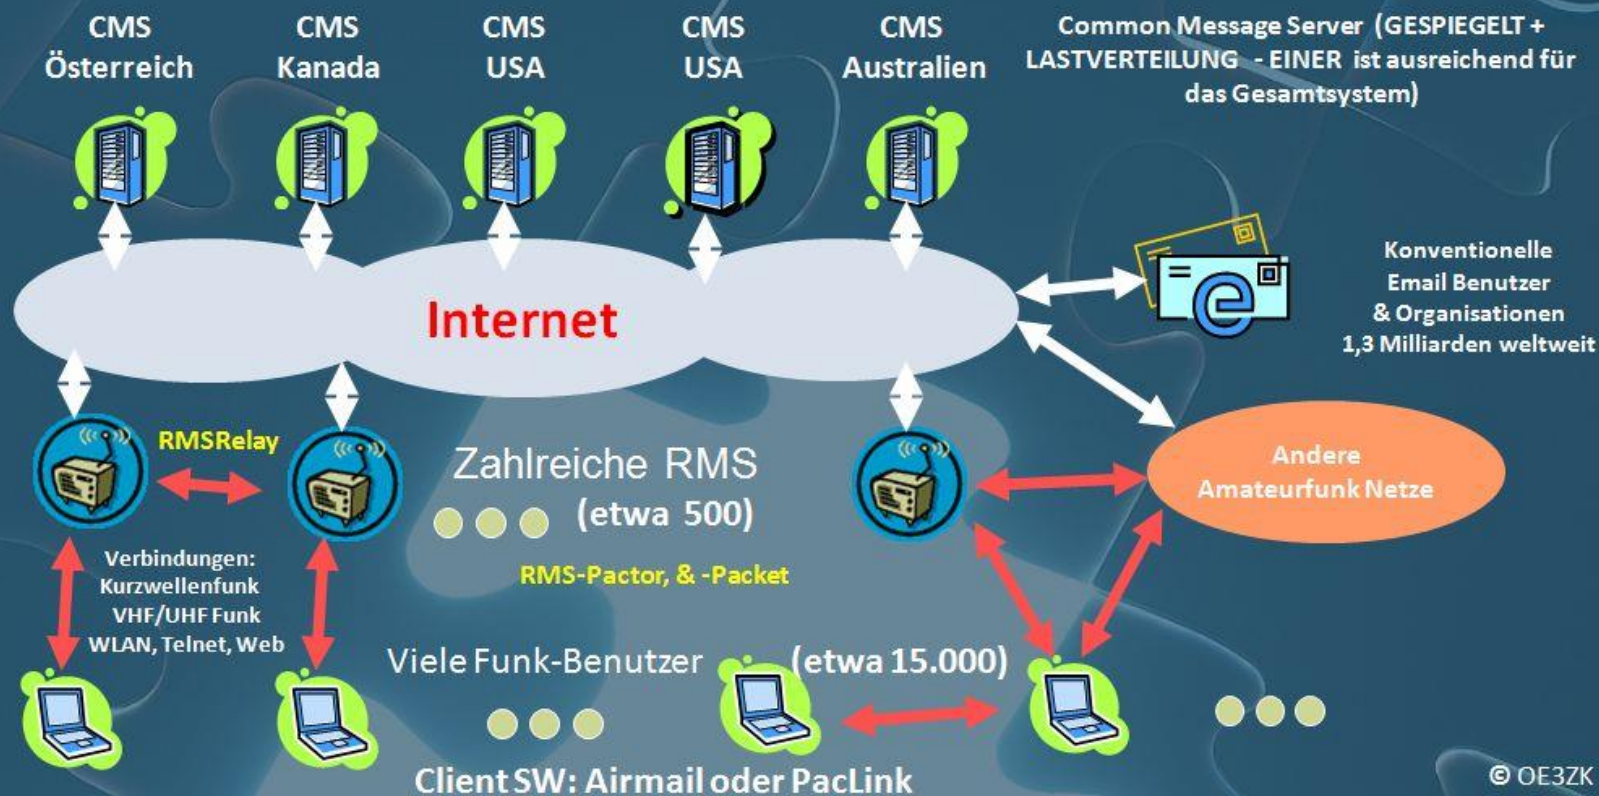 CMS
Österreich
CMS
Kanada
CMS
USA
CMS
USA
CMS
Australien
Common Message Server (GESPIEGELT +
LASTVERTEILUNG - EINER ist ausreichend für
das Gesamtsystem)
Internet
Konventionelle
Email Benutzer
& Organisationen
1,3 Milliarden weltweit
RMSRelay
Zahlreiche RMS
(etwa 500)
RMS-Pactor, & -Packet
Andere
Amateurfunk Netze
Verbindungen:
Kurzwellenfunk
VHF/UHF Funk
WLAN, Telnet, Web
Viele Funk-Benutzer (etwa 15.000)
Client SW: Airmail oder PacLink
© OE3ZK